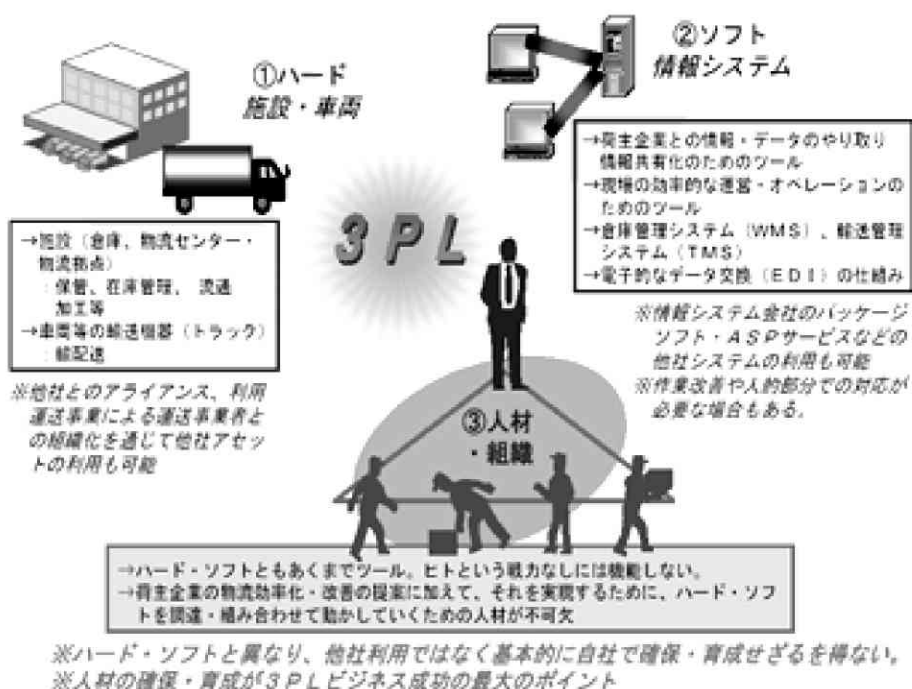 ①ハード
施設・車両
→施設（倉庫、物流センター・
物流拠点）
：保管、在庫管理、 流通
加工等
→車両等の輸送機器（トラック）
：輸配送
※他社とのアライアンス、利用
運送事業による運送事業者と
の組織化を通じて他社アセッ
トの利用も可能
②ソフト
情報システム
→荷主企業との情報・データのやり取り
情報共有化のためのツール
→現場の効率的な運営・オペレーションの
ためのツール
→倉庫管理システム（WMS）、輸送管理
システム（TMS）
→電子的なデータ交換（EDI）の仕組み
※情報システム会社のパッケージ
ソフト・ASPサービスなどの
他社システムの利用も可能
※作業改善や人的部分での対応が
必要な場合もある。
3PL
③人材
・組織
→ハード・ソフトともあくまでツール。ヒトという戦力なしには機能しない。
→荷主企業の物流効率化・改善の提案に加えて、それを実現するために、ハード・ソフ
トを調達・組み合わせて動かしていくための人材が不可欠
※ハード・ソフトと異なり、他社利用ではなく基本的に自社で確保・育成せざるを得ない。
※人材の確保・育成が３ＰＬビジネス成功の最大のポイント